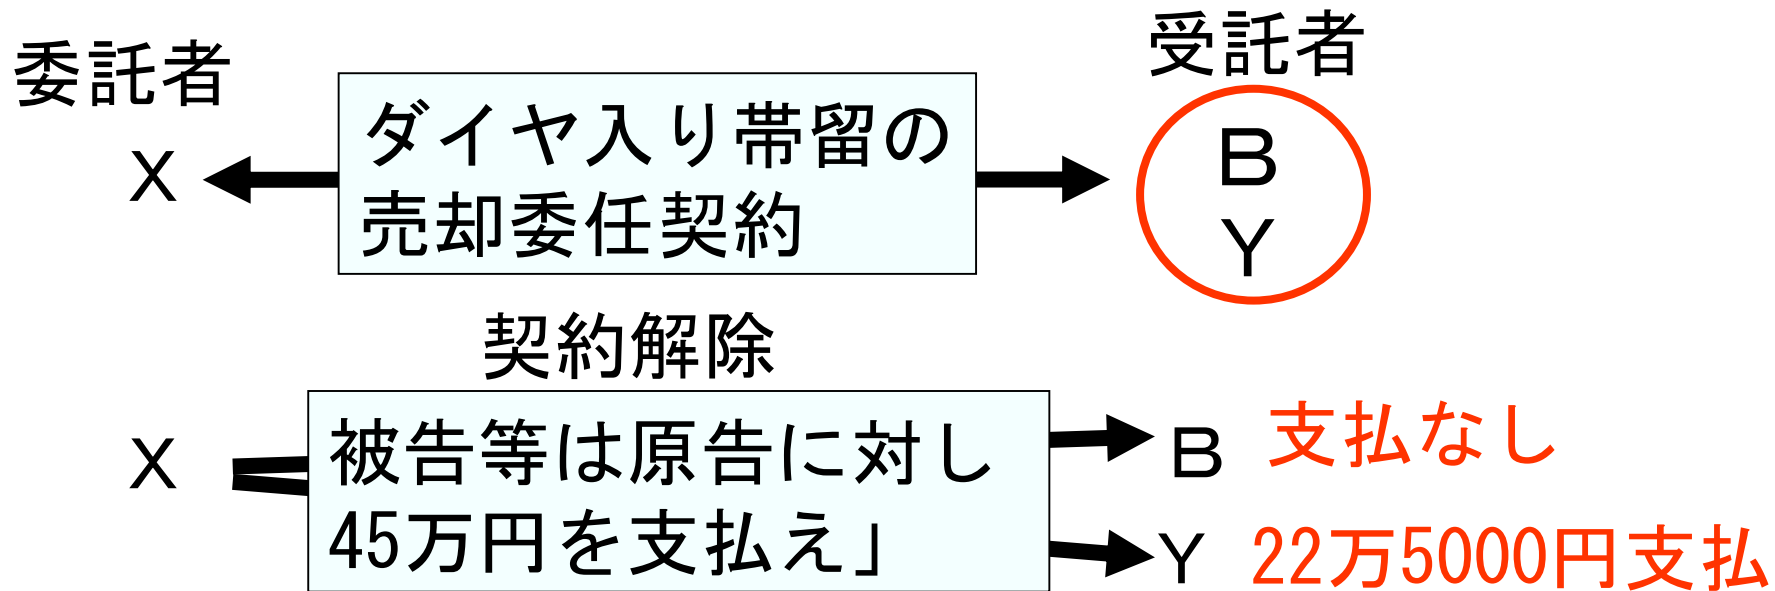 委託者
受託者
X
ダイヤ入り帯留の
売却委任契約
B
Y
契約解除
X
被告等は原告に対し
45万円を支払え」
B 支払なし
Y 22万5000円支払